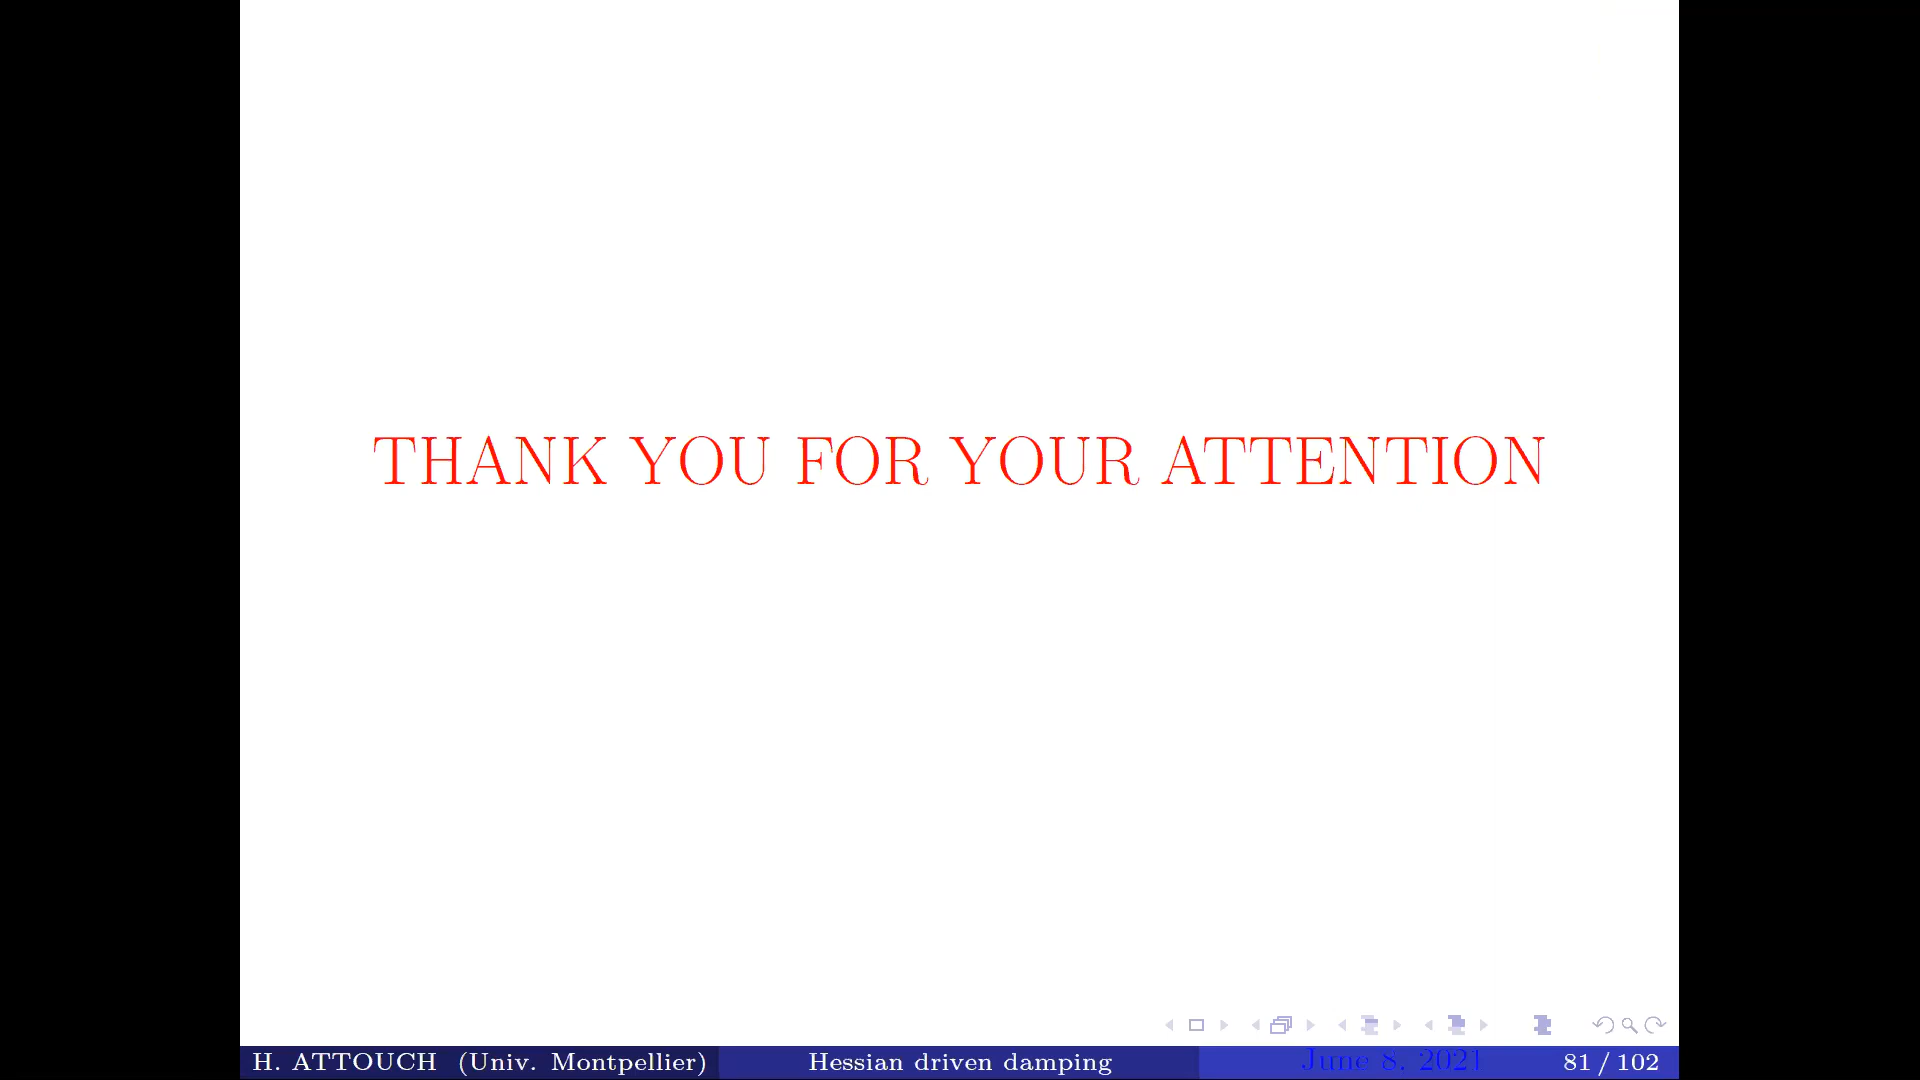 THANK YOU FOR YOUR ATTENTION
H. ATTOUCH (Univ. Montpellier) Hessian driven damping June 8, 2021 81 / 102